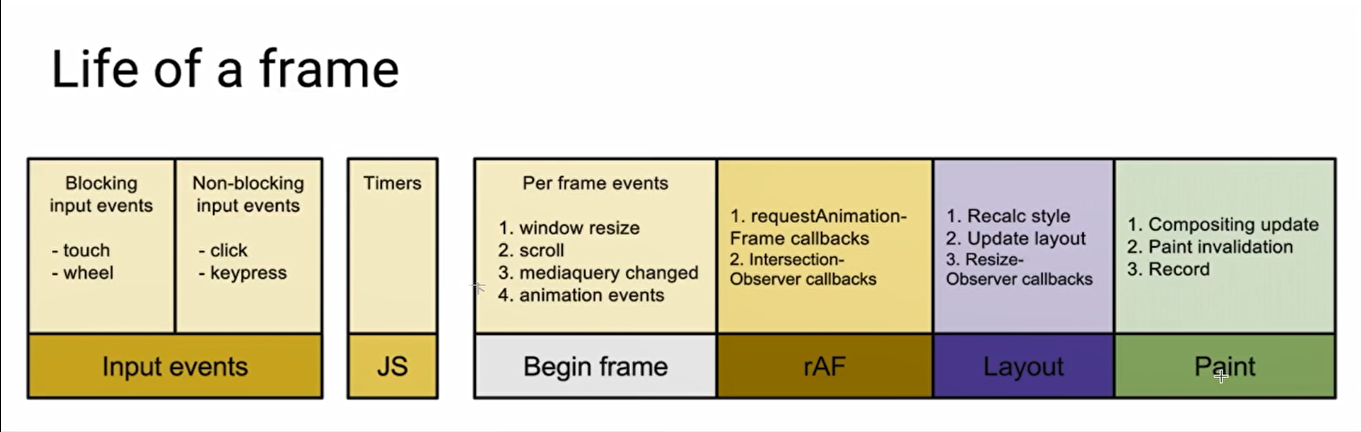 Life of a frame
Blocking
input events
- touch
- wheel
Non-blocking
input events
- click
- keypress
Input events
Timers
JS
Per frame events
1. window resize
2. scroll
3. mediaquery changed
4. animation events
Begin frame
1. requestAnimation-
Frame callbacks
2. Intersection-
Observer callbacks
rAF
1. Recalc style
2. Update layout
3. Resize-
Observer callbacks
Layout
1. Compositing update
2. Paint invalidation
3. Record
Paint